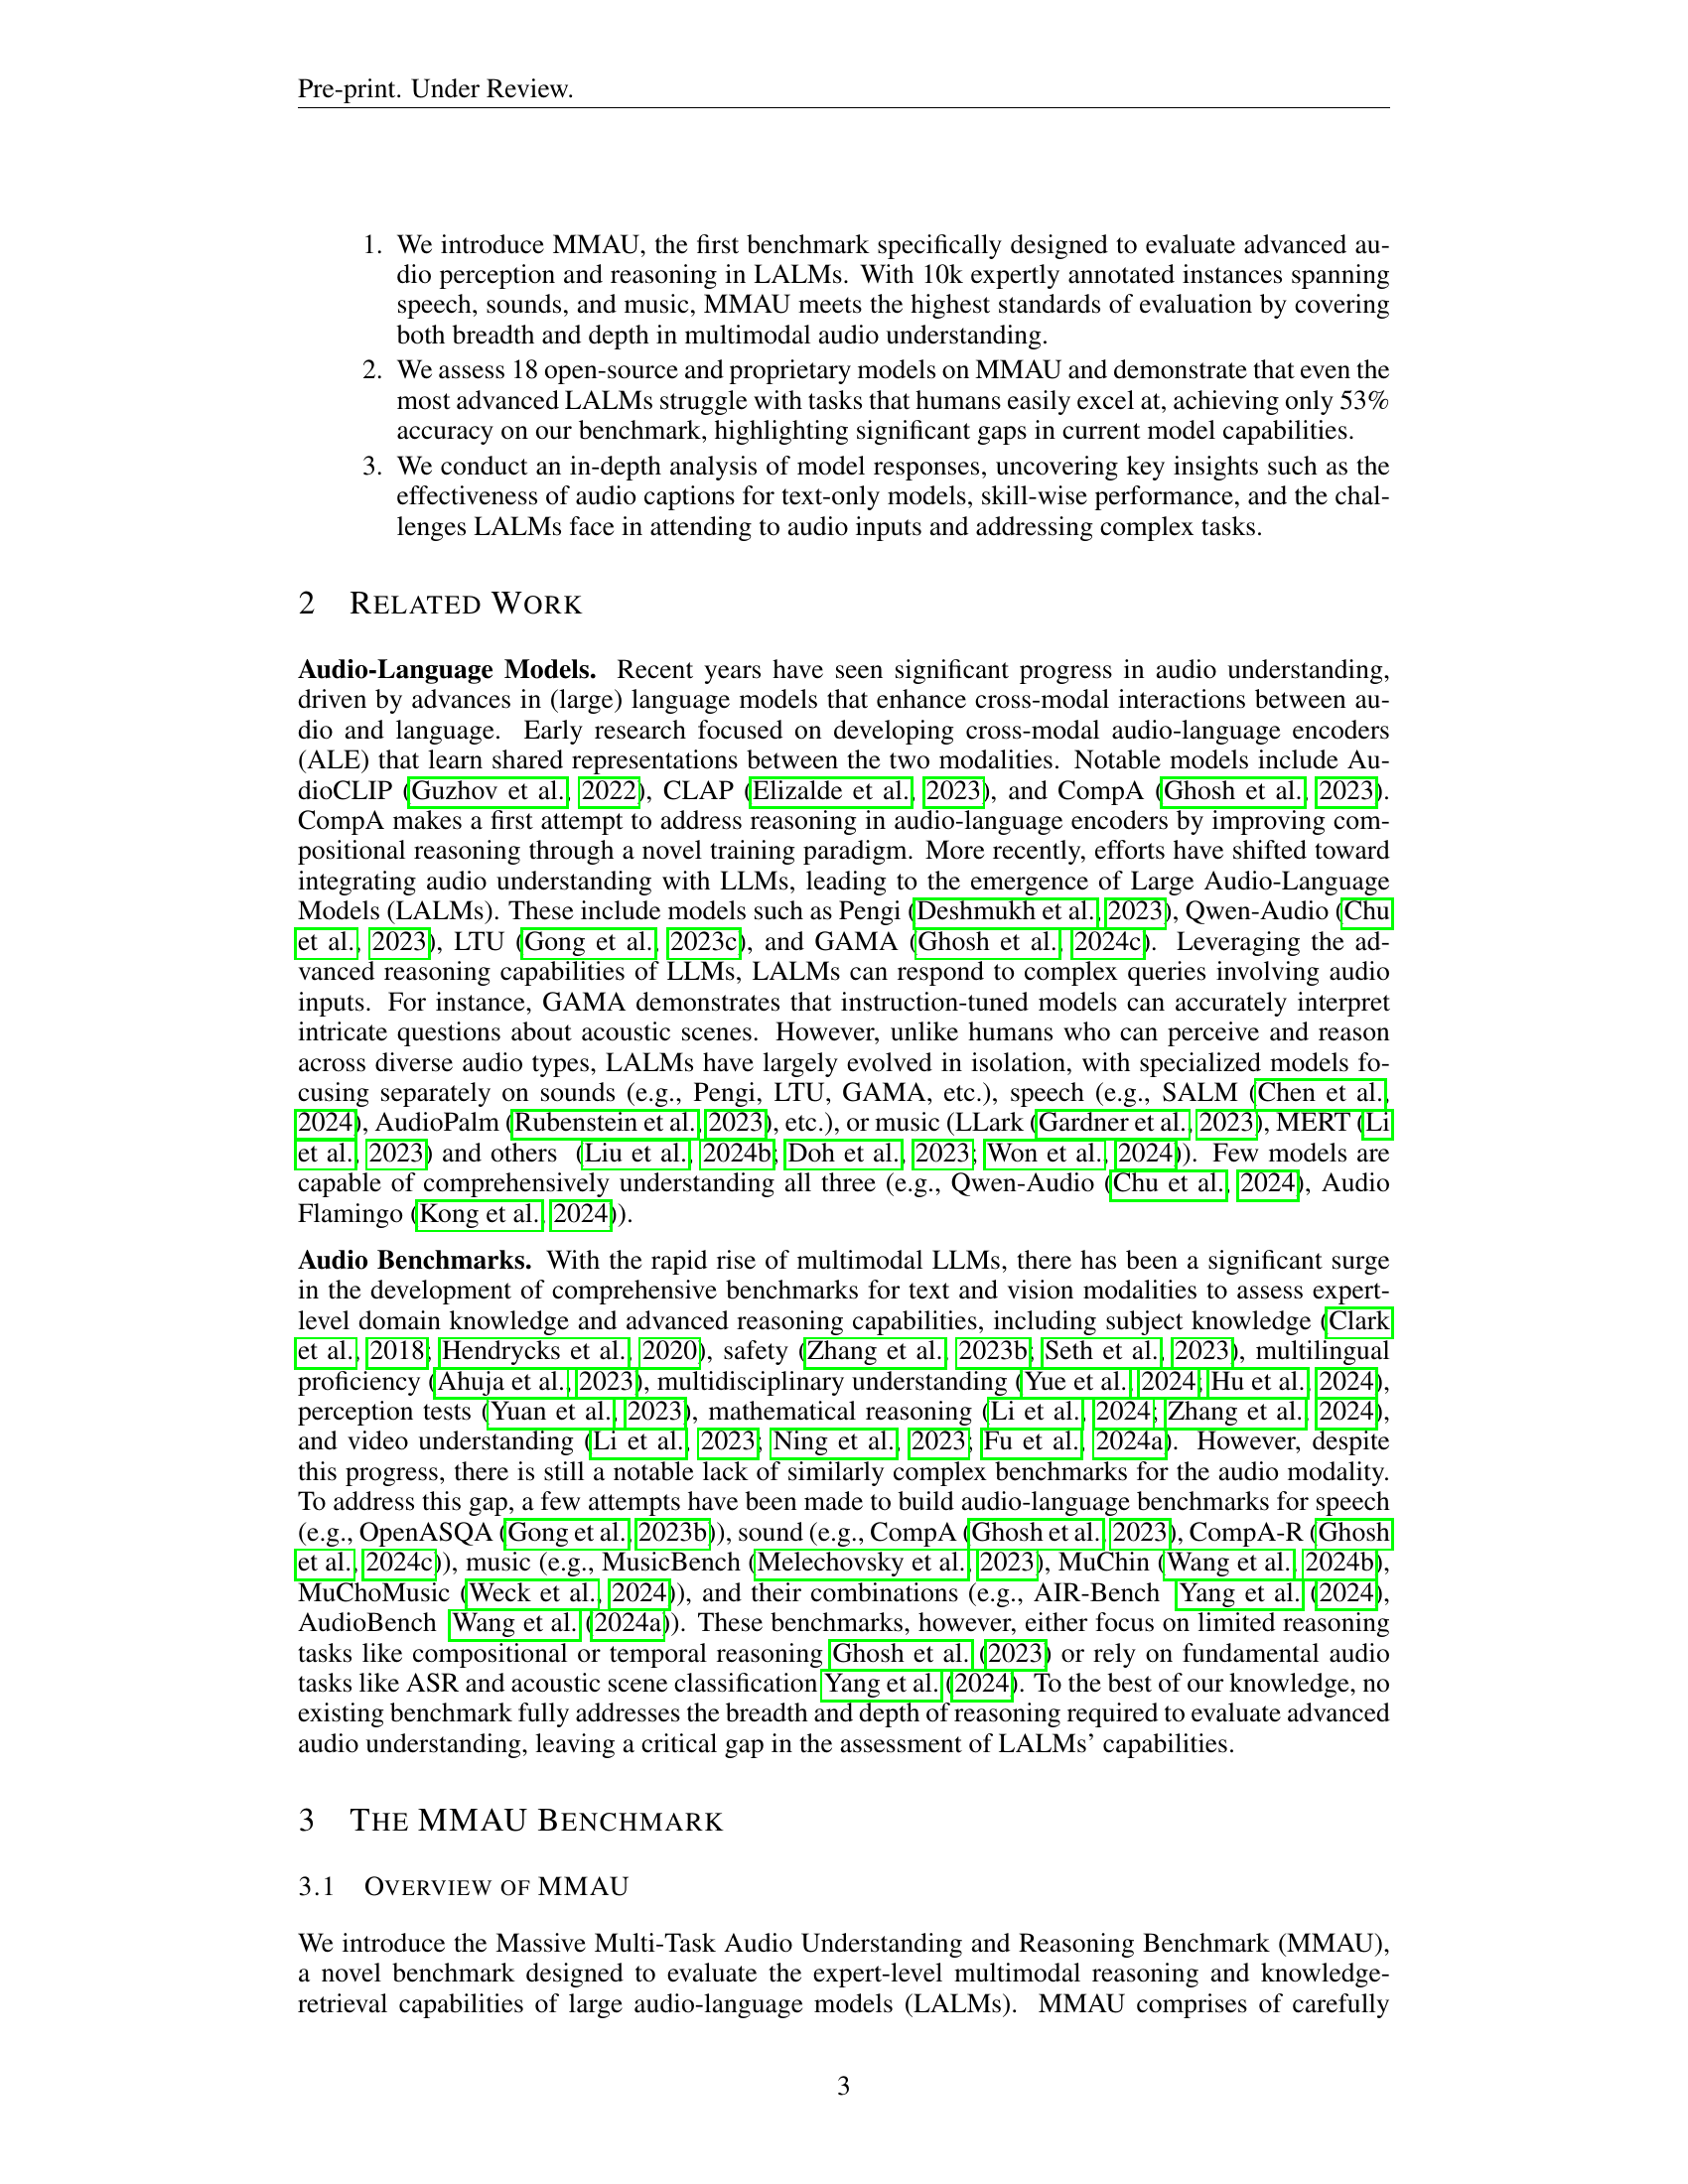 Pre-print. Under Review.
1. We introduce MMAU, the first benchmark specifically designed to evaluate advanced au-
dio perception and reasoning in LALMs. With 10k expertly annotated instances spanning
speech, sounds, and music, MMAU meets the highest standards of evaluation by covering
both breadth and depth in multimodal audio understanding.
2. We assess 18 open-source and proprietary models on MMAU and demonstrate that even the
most advanced LALMs struggle with tasks that humans easily excel at, achieving only 53%
accuracy on our benchmark, highlighting significant gaps in current model capabilities.
3. We conduct an in-depth analysis of model responses, uncovering key insights such as the
effectiveness of audio captions for text-only models, skill-wise performance, and the chal-
lenges LALMs face in attending to audio inputs and addressing complex tasks.
2 RELATED WORK
Audio-Language Models. Recent years have seen significant progress in audio understanding,
driven by advances in (large) language models that enhance cross-modal interactions between au-
dio and language. Early research focused on developing cross-modal audio-language encoders
(ALE) that learn shared representations between the two modalities. Notable models include Au-
dioCLIP (Guzhov et al., 2022), CLAP (Elizalde et al., 2023), and CompA (Ghosh et al., 2023).
CompA makes a first attempt to address reasoning in audio-language encoders by improving com-
positional reasoning through a novel training paradigm. More recently, efforts have shifted toward
integrating audio understanding with LLMs, leading to the emergence of Large Audio-Language
Models (LALMs). These include models such as Pengi (Deshmukh et al., 2023), Qwen-Audio (Chu
et al., 2023), LTU (Gong et al., 2023c), and GAMA (Ghosh et al., 2024c). Leveraging the ad-
vanced reasoning capabilities of LLMs, LALMs can respond to complex queries involving audio
inputs. For instance, GAMA demonstrates that instruction-tuned models can accurately interpret
intricate questions about acoustic scenes. However, unlike humans who can perceive and reason
across diverse audio types, LALMs have largely evolved in isolation, with specialized models fo-
cusing separately on sounds (e.g., Pengi, LTU, GAMA, etc.), speech (e.g., SALM (Chen et al.,
2024), AudioPalm (Rubenstein et al., 2023), etc.), or music (LLark (Gardner et al., 2023), MERT (Li
et al., 2023) and others (Liu et al., 2024b; Doh et al., 2023; Won et al., 2024)). Few models are
capable of comprehensively understanding all three (e.g., Qwen-Audio (Chu et al., 2024), Audio
Flamingo (Kong et al., 2024)).
Audio Benchmarks. With the rapid rise of multimodal LLMs, there has been a significant surge
in the development of comprehensive benchmarks for text and vision modalities to assess expert-
level domain knowledge and advanced reasoning capabilities, including subject knowledge (Clark
et al., 2018; Hendrycks et al., 2020), safety (Zhang et al., 2023b; Seth et al., 2023), multilingual
proficiency (Ahuja et al., 2023), multidisciplinary understanding (Yue et al., 2024; Hu et al., 2024),
perception tests (Yuan et al., 2023), mathematical reasoning (Li et al., 2024; Zhang et al., 2024),
and video understanding (Li et al., 2023; Ning et al., 2023; Fu et al., 2024a). However, despite
this progress, there is still a notable lack of similarly complex benchmarks for the audio modality.
To address this gap, a few attempts have been made to build audio-language benchmarks for speech
(e.g., OpenASQA (Gong et al., 2023b)), sound (e.g., CompA (Ghosh et al., 2023), CompA-R (Ghosh
et al., 2024c)), music (e.g., MusicBench (Melechovsky et al., 2023), MuChin (Wang et al., 2024b),
MuChoMusic (Weck et al., 2024)), and their combinations (e.g., AIR-Bench Yang et al. (2024),
AudioBench Wang et al. (2024a)). These benchmarks, however, either focus on limited reasoning
tasks like compositional or temporal reasoning Ghosh et al. (2023) or rely on fundamental audio
tasks like ASR and acoustic scene classification Yang et al. (2024). To the best of our knowledge, no
existing benchmark fully addresses the breadth and depth of reasoning required to evaluate advanced
audio understanding, leaving a critical gap in the assessment of LALMs’ capabilities.
3 THE MMAU BENCHMARK
3.1 OVERVIEW OF MMAU
We introduce the Massive Multi-Task Audio Understanding and Reasoning Benchmark (MMAU),
a novel benchmark designed to evaluate the expert-level multimodal reasoning and knowledge-
retrieval capabilities of large audio-language models (LALMs). MMAU comprises of carefully
3